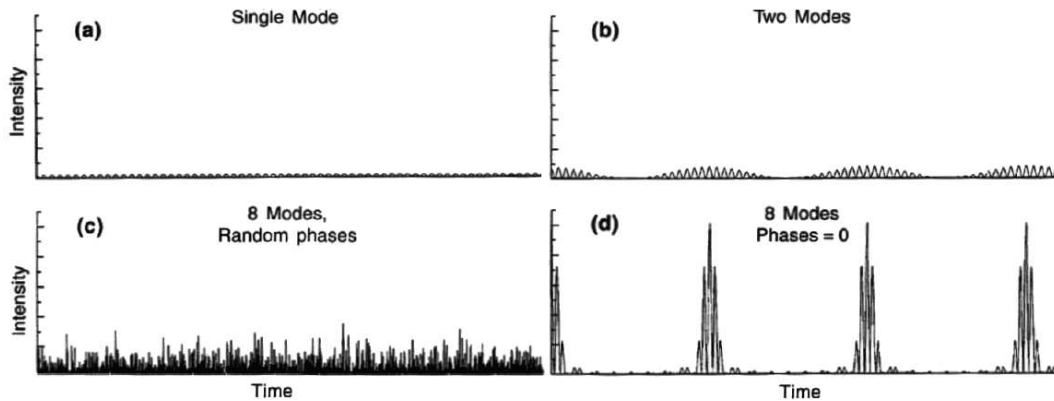 (a)
Single Mode
(b)
Two Modes
Intensity
(c)
8 Modes,
Random phases
(d)
8 Modes
Phases = 0
Intensity
Time
Time